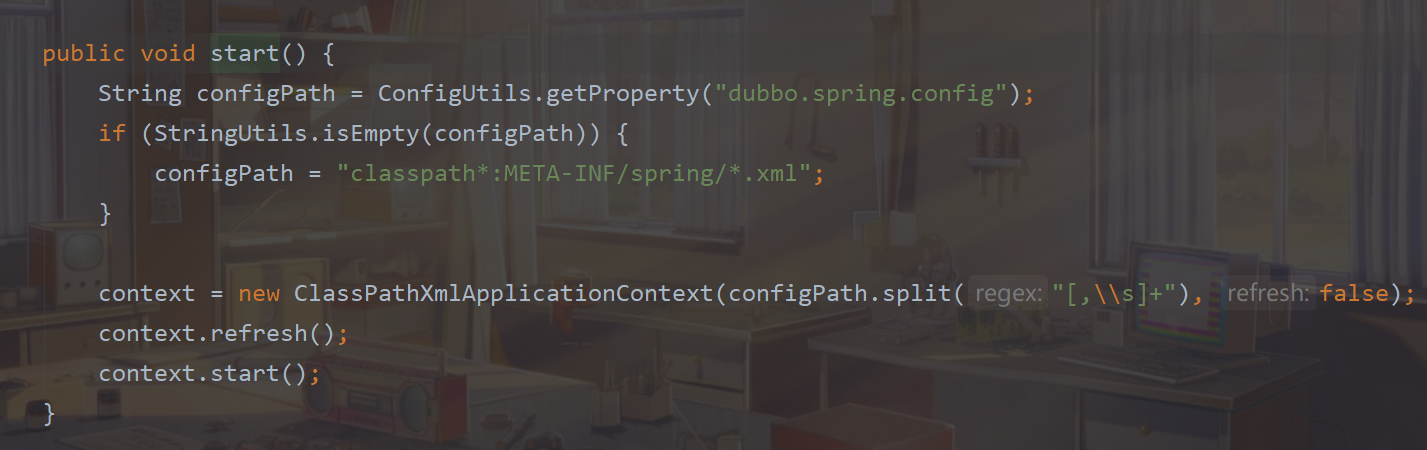 public void start() {
    String configPath = ConfigUtils.getProperty("dubbo.spring.config");
    if (StringUtils.isEmpty(configPath)) {
        configPath = "classpath*:META-INF/spring/*.xml";
    }
    context = new ClassPathXmlApplicationContext(configPath.split( regex: "[,\\s]+"), refresh: false);
    context.refresh();
    context.start();
}